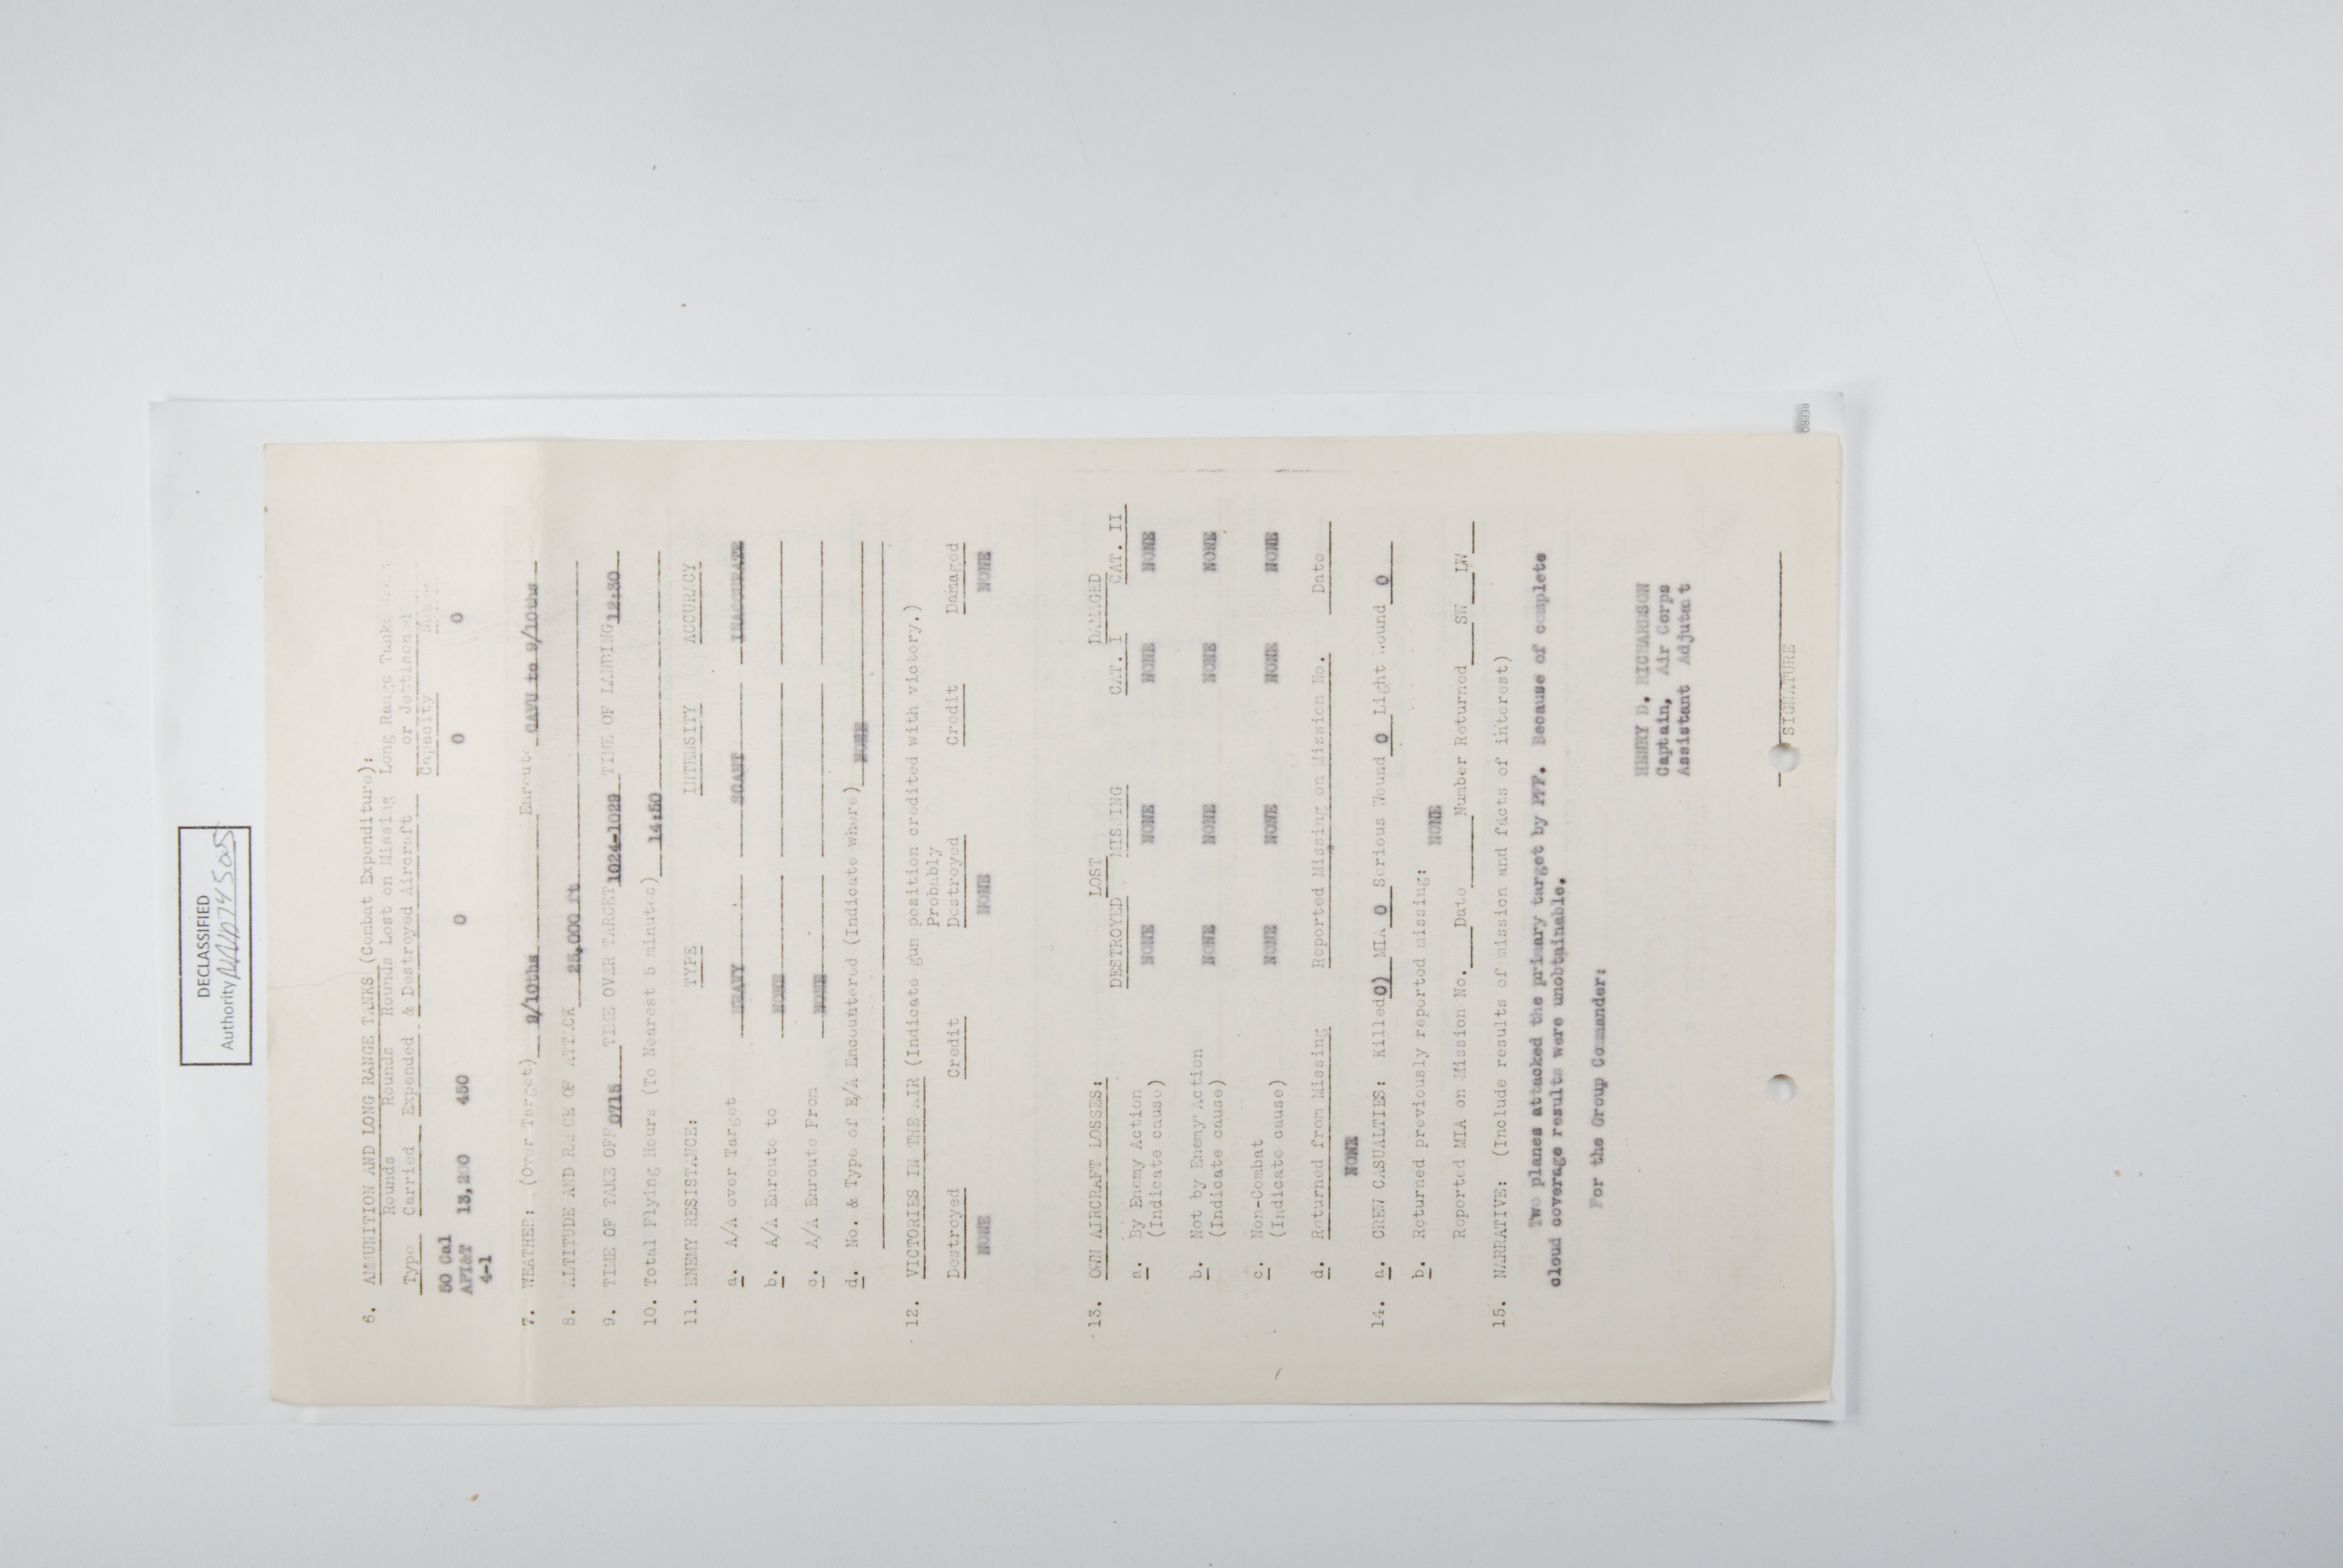 DECLASSIFIED
Authority NND745005
6. AMMUNITION AND LONG RANGE TANKS (Combat Expenditure):
Rounds Rounds Rounds Lost on Missing Long Range Tanks
Type Carried Expended & Destroyed Aircraft or Jettisoned
Capacity
50 Cal
API&T 13,200 450 0 0 0
4-1
7. WEATHER: (Over Target) 9/10ths Enroute CAVU to 9/10ths
8. ALTITUDE AND RANGE OF ATTACK 25,000 ft
9. TIME OF TAKE OFF 0715 TIME OVER TARGET 1024-1029 TIME OF LANDING 12:30
10. Total Flying Hours (To Nearest 5 minutes) 14:50
11. ENEMY RESISTANCE: TYPE INTENSITY ACCURACY
a. A/A over Target HEAVY SCANT INACCURATE
b. A/A Enroute to NONE
c. A/A Enroute From NONE
d. No. & Type of E/A Encountered (Indicate where) NONE
12. VICTORIES IN THE AIR (Indicate gun position credited with victory.)
Probably
Destroyed Credit Destroyed Credit Damaged
NONE NONE NONE
13. OWN AIRCRAFT LOSSES: LOST DAMAGED
DESTROYED MISSING CAT. I CAT. II
a. By Enemy Action NONE NONE NONE NONE
(Indicate cause)
b. Not by Enemy Action NONE NONE NONE NONE
(Indicate cause)
c. Non-Combat NONE NONE NONE NONE
(Indicate cause)
d. Returned from Missing Reported Missing on Mission No. Date
NONE
14. a. CREW CASUALTIES: Killed 0) MIA 0 Serious Wound 0 Light Wound 0
b. Returned previously reported missing: NONE
Reported MIA on Mission No. Date Number Returned SW LW
15. NARRATIVE: (Include results of mission and facts of interest)
Two planes attacked the primary target by PFF. Because of complete
cloud coverage results were unobtainable.
For the Group Commander:
HENRY D. RICHARDSON
Captain, Air Corps
Assistant Adjutant
SIGNATURE